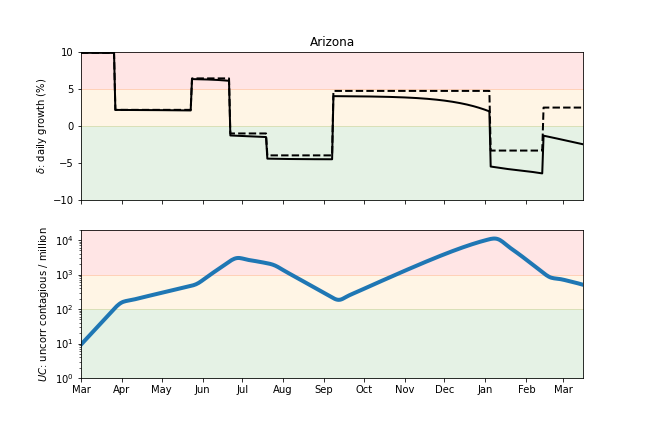 Arizona
δ: daily growth (%)
10
5
0
−5
−10
UC: uncorr contagious / million
10⁴
10³
10²
10¹
10⁰
Mar Apr May Jun Jul Aug Sep Oct Nov Dec Jan Feb Mar